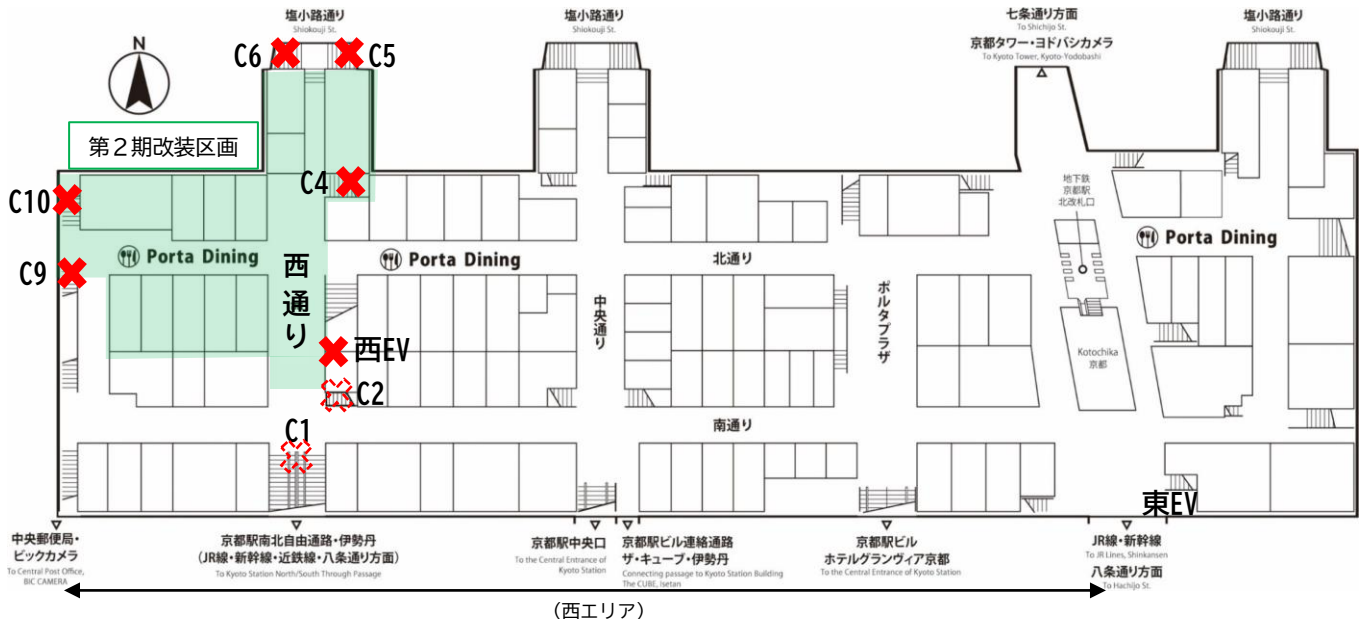 塩小路通り
Shiokouji St.
塩小路通り
Shiokouji St.
七条通り方面
To Shichijo St.
京都タワー・ヨドバシカメラ
To Kyoto Tower, Kyoto-Yodobashi
塩小路通り
Shiokouji St.
N
C6
C5
第2期改装区画
C4
C10
地下鉄
京都駅
北改札口
Porta Dining
Porta Dining
北通り
Porta Dining
C9
西通り
中央通り
ポルタプラザ
西EV
Kotochika
京都
C2
C1
南通り
東EV
中央郵便局・
ビックカメラ
To Central Post Office,
BIC CAMERA
京都駅南北自由通路・伊勢丹
(JR線・新幹線・近鉄線・八条通り方面)
To Kyoto Station North/South Through Passage
京都駅中央口
To the Central Entrance of
Kyoto Station
京都駅ビル連絡通路
ザ・キューブ・伊勢丹
Connecting passage to Kyoto Station Building
The CUBE, Isetan
京都駅ビル
ホテルグランヴィア京都
To the Central Entrance of Kyoto Station
JR線・新幹線
To JR Lines, Shinkansen
八条通り方面
To Hachijo St.
(西エリア)